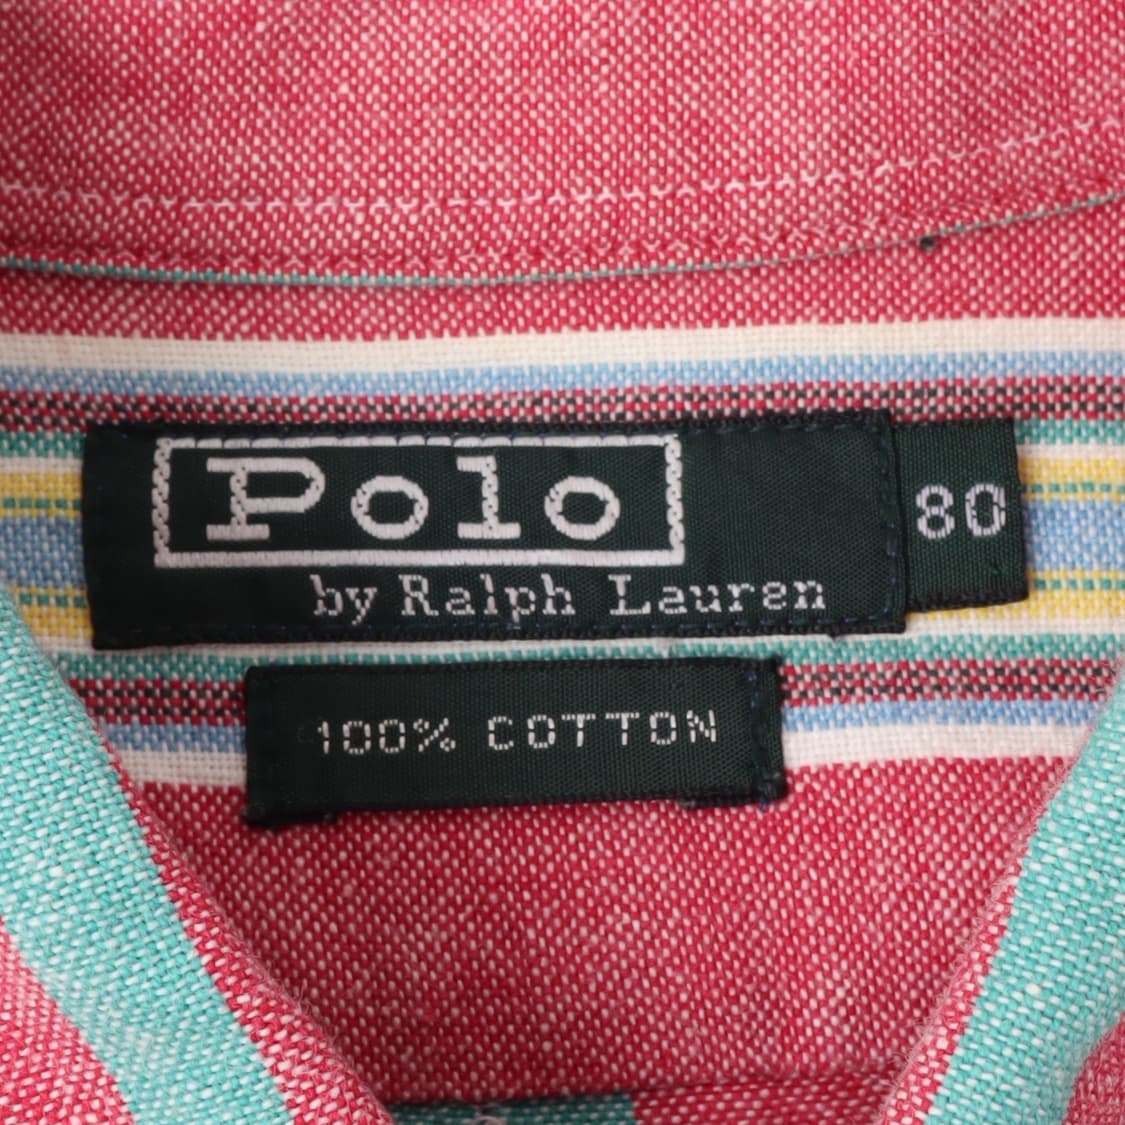 Polo
by Ralph Lauren
80
100% COTTON